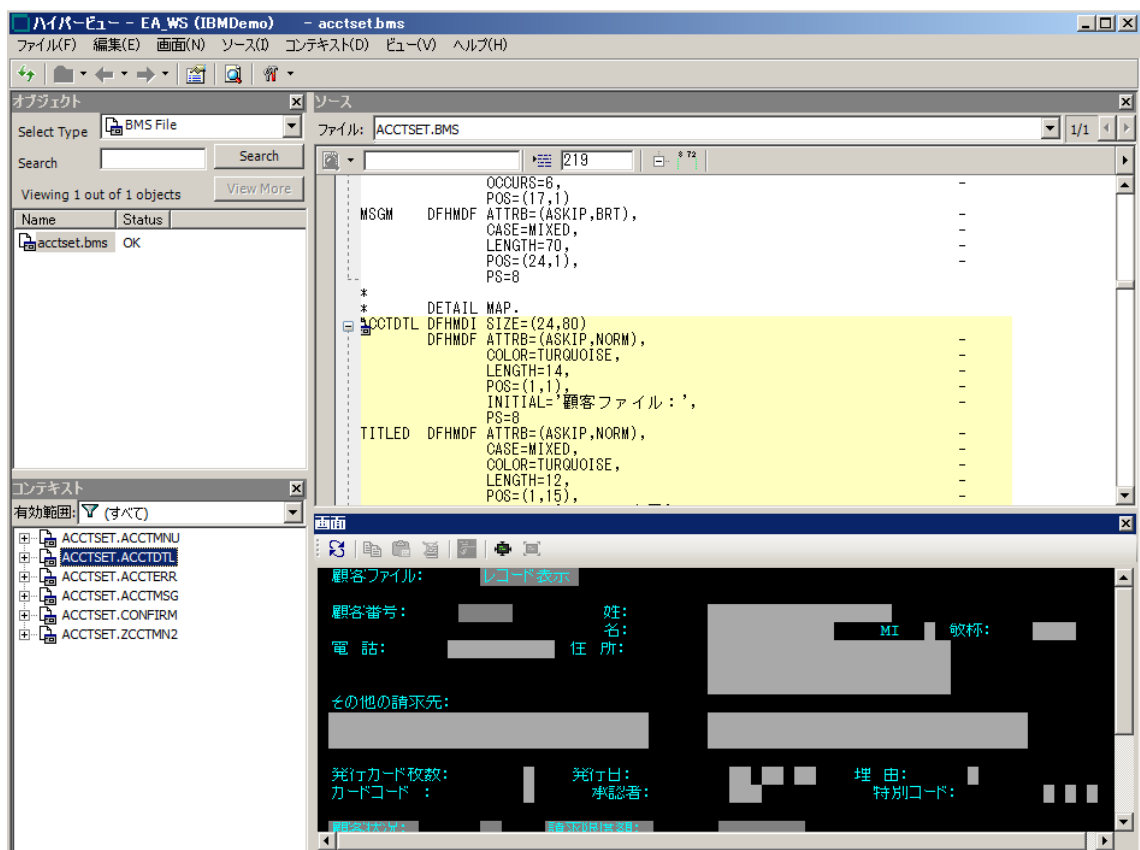 ハイパービュー - EA_WS (IBMDemo) - acctset.bms
ファイル(F) 編集(E) 画面(N) ソース(I) コンテキスト(D) ビュー(V) ヘルプ(H)
オブジェクト
Select Type BMS File
Search Search
Viewing 1 out of 1 objects View More
Name Status
acctset.bms OK
ソース
ファイル: ACCTSET.BMS 1/1
219 8 72
OCCURS=6, -
POS=(17,1)
MSGM DFHMDF ATTRB=(ASKIP,BRT), -
CASE=MIXED, -
LENGTH=70, -
POS=(24,1), -
PS=8
*
* DETAIL MAP.
ACCTDTL DFHMDI SIZE=(24,80)
DFHMDF ATTRB=(ASKIP,NORM), -
COLOR=TURQUOISE, -
LENGTH=14, -
POS=(1,1), -
INITIAL='顧客ファイル:', -
PS=8
TITLED DFHMDF ATTRB=(ASKIP,NORM), -
CASE=MIXED, -
COLOR=TURQUOISE, -
LENGTH=12, -
POS=(1,15), -
コンテキスト
有効範囲: (すべて)
ACCTSET.ACCTMNU
ACCTSET.ACCTDTL
ACCTSET.ACCTERR
ACCTSET.ACCTMSG
ACCTSET.CONFIRM
ACCTSET.ZCCTMN2
画面
顧客ファイル: レコード表示
顧客番号: 姓:
名: MI 敬称:
電 話: 住 所:
その他の請求先:
発行カード枚数: 発行日: 理 由:
カードコード : 承認者: 特別コード:
顧客状況: 請求限度額: